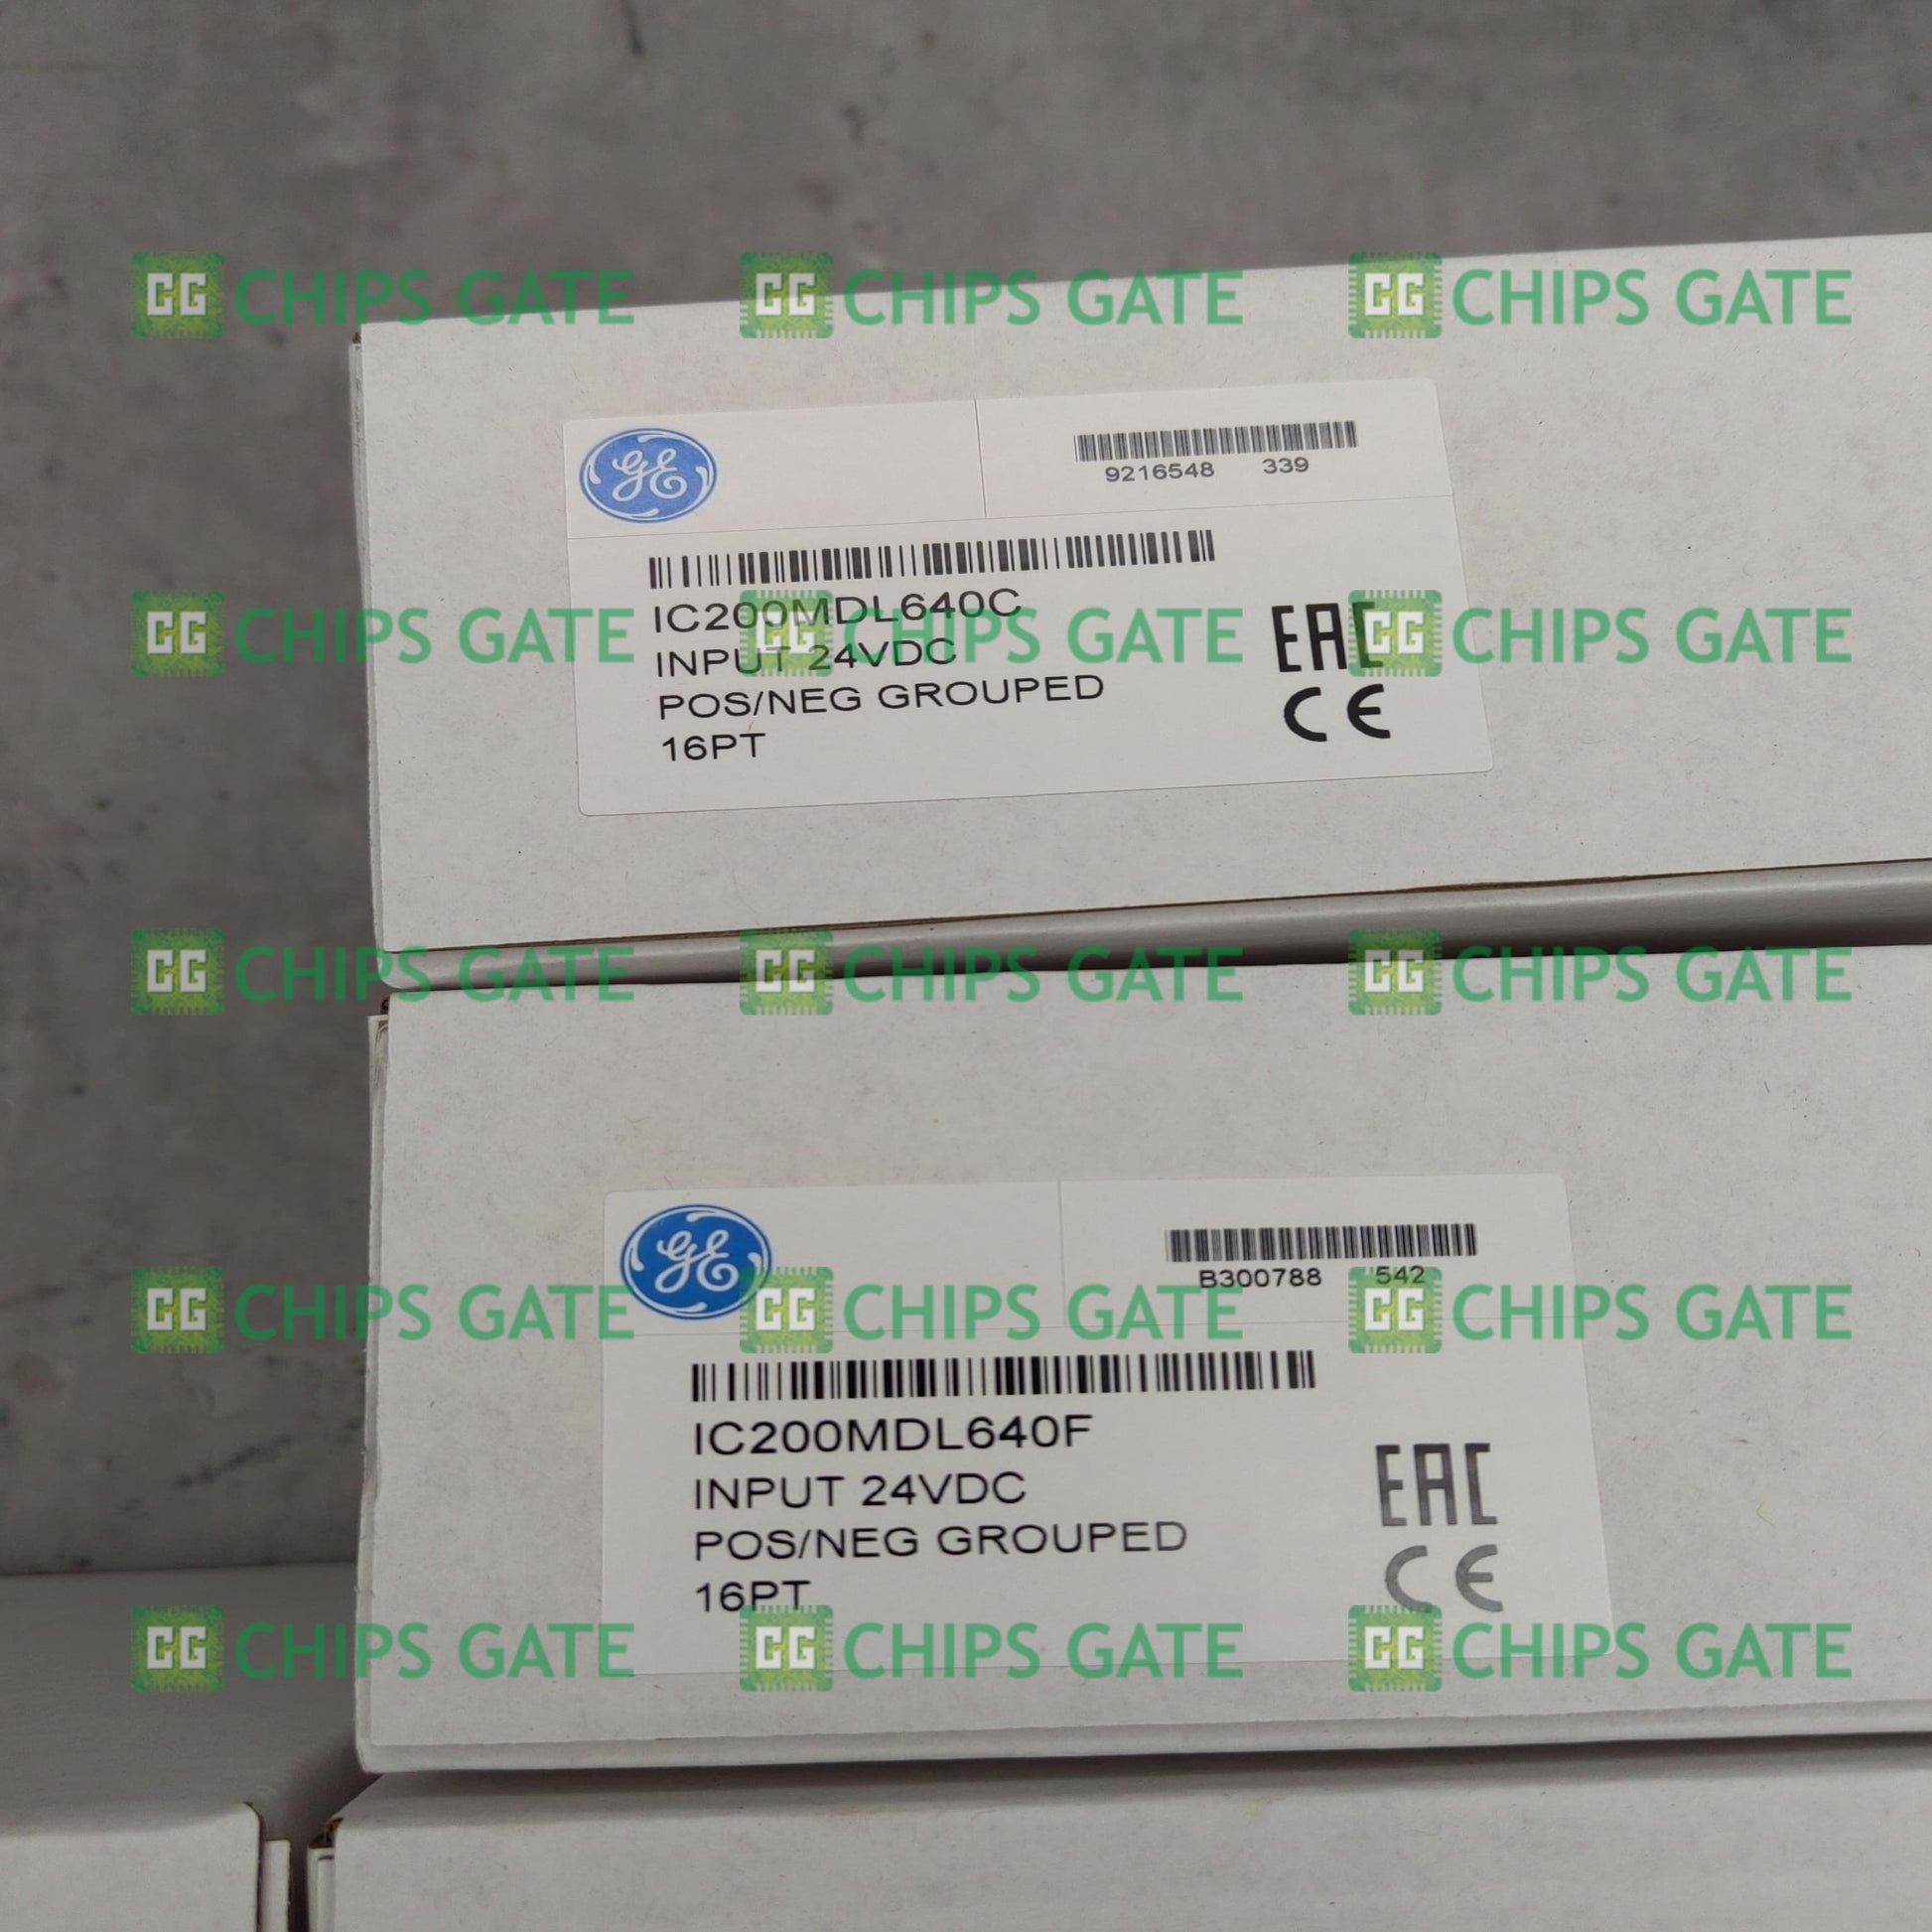 CG CHIPS GATE CG CHIPS GATE CG CHIPS GATE
GE
9216548 339
IC200MDL640C
INPUT 24VDC
POS/NEG GROUPED
16PT
EAC
CE
CG CHIPS GATE CG CHIPS GATE CG CHIPS GATE
CG CHIPS GATE CG CHIPS GATE CG CHIPS GATE
GE
B300788 542
CG CHIPS GATE CG CHIPS GATE CG CHIPS GATE
IC200MDL640F
INPUT 24VDC
POS/NEG GROUPED
16PT
EAC
CE
CG CHIPS GATE CG CHIPS GATE CG CHIPS GATE